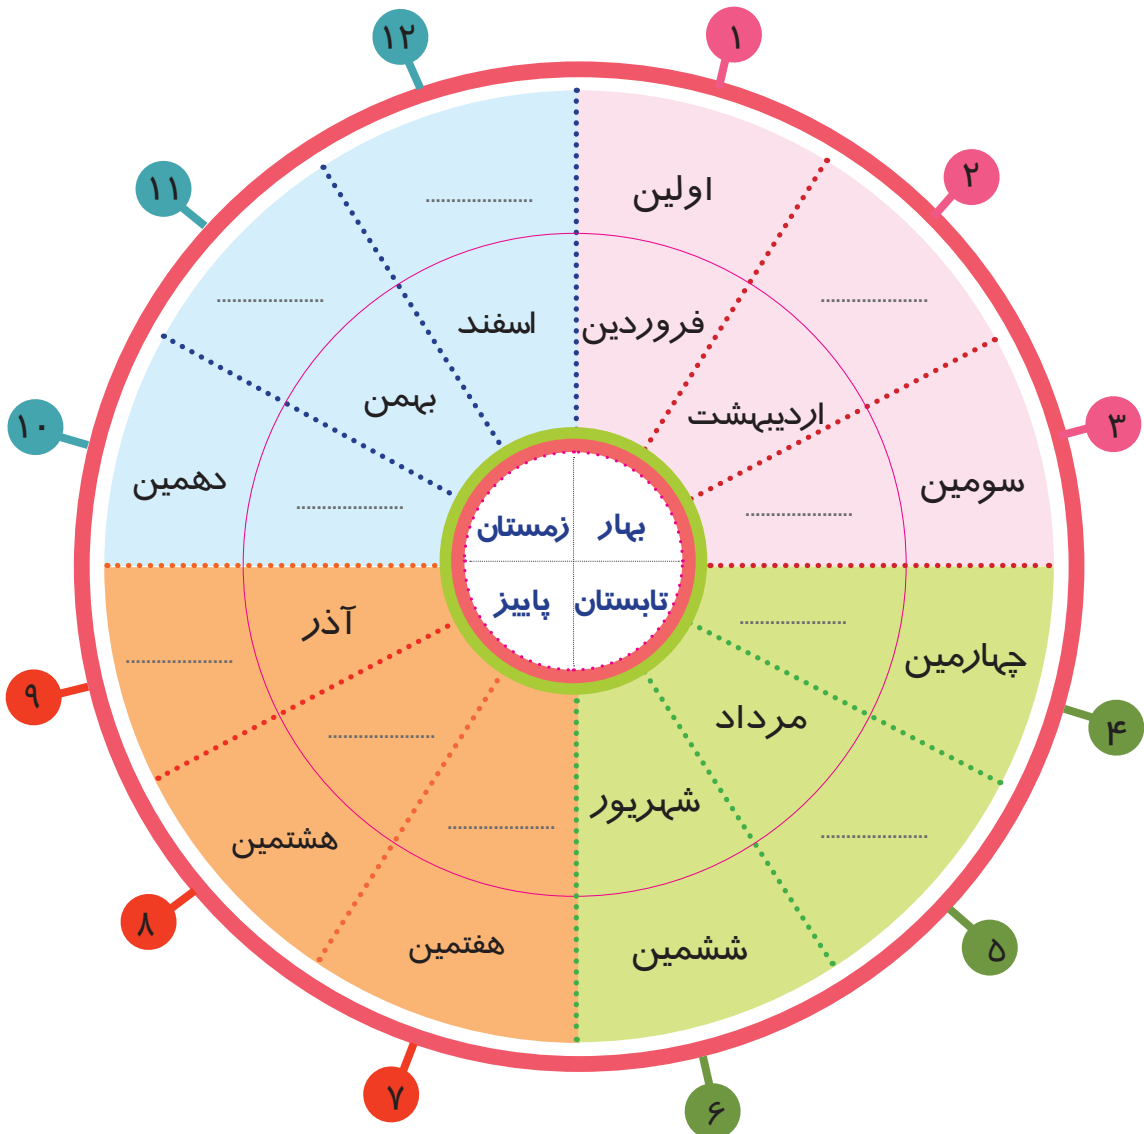 ۱
۲
۳
۴
۵
۶
۷
۸
۹
۱۰
۱۱
۱۲
اولین
....................
سومین
چهارمین
....................
ششمین
هفتمین
هشتمین
....................
دهمین
....................
....................
فروردین
اردیبهشت
....................
....................
مرداد
شهریور
....................
....................
آذر
....................
بهمن
اسفند
بهار
تابستان
پاییز
زمستان